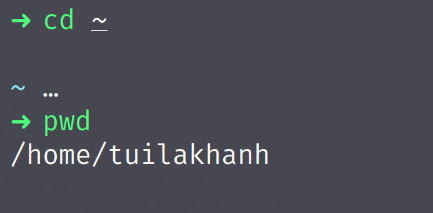 ➜ cd ~
~ …
➜ pwd
/home/tuilakhanh